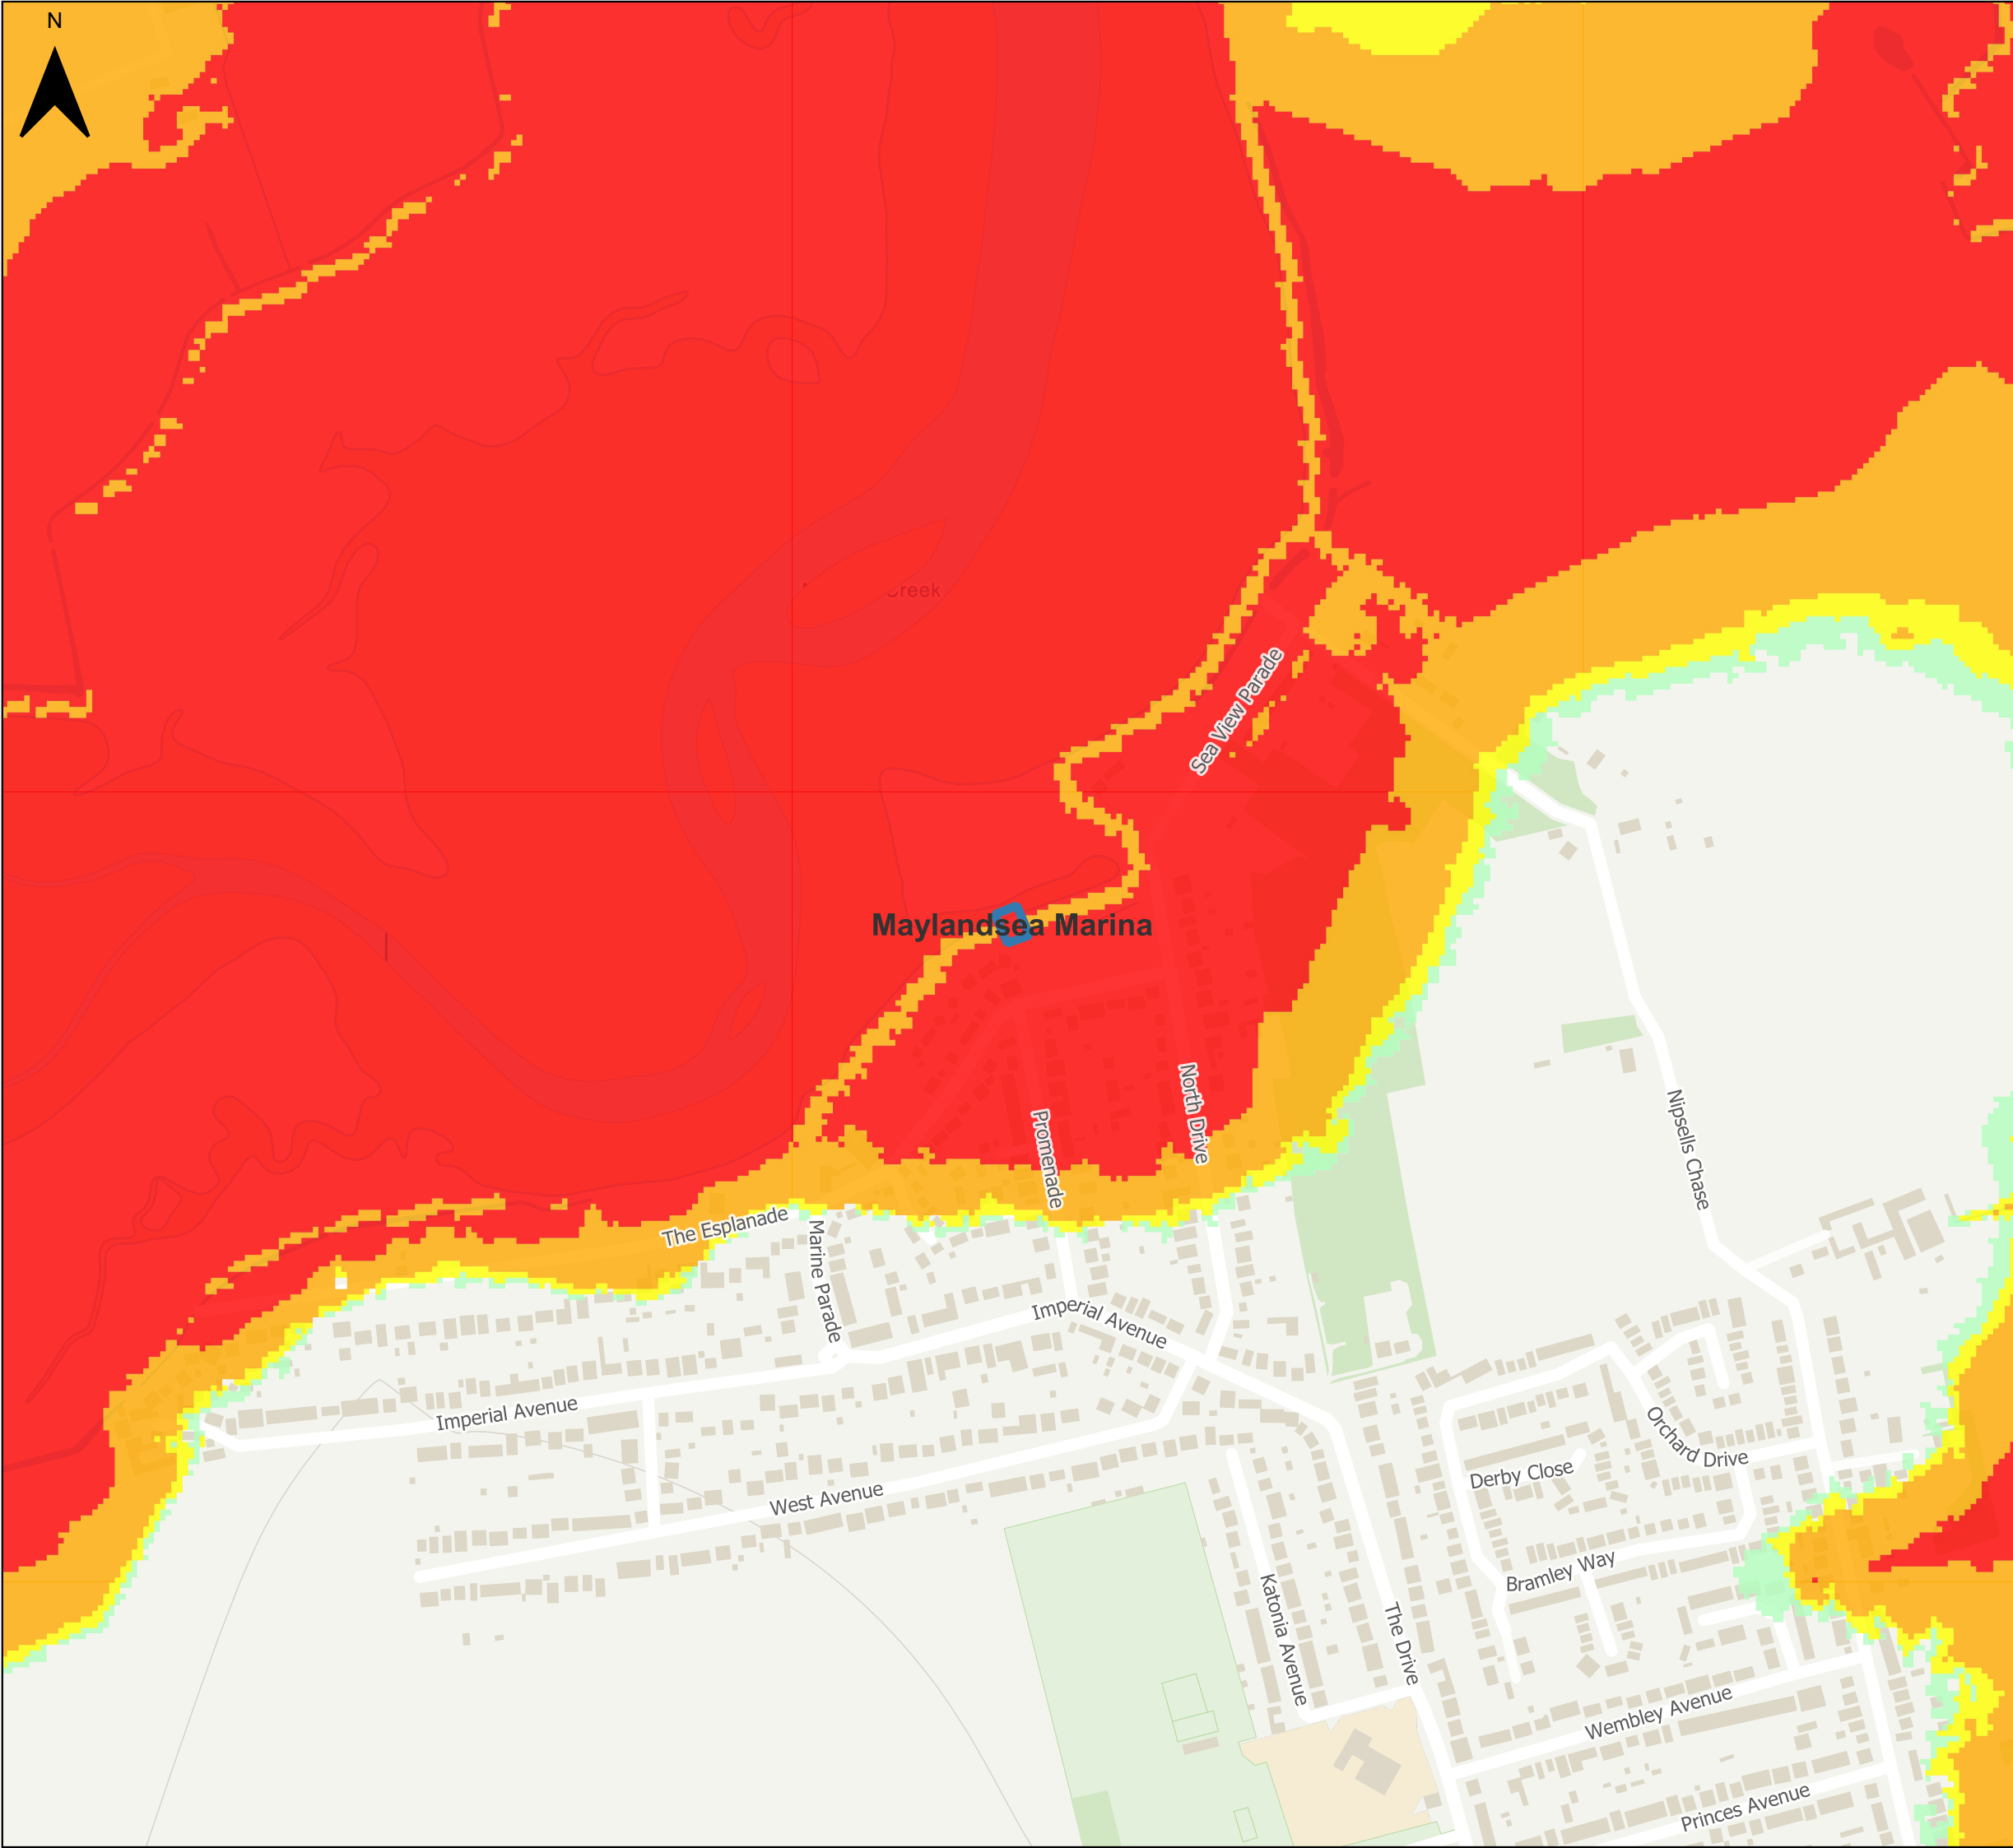 N
Creek
Sea View Parade
Maylandsea Marina
North Drive
Promenade
Nipsells Chase
The Esplanade
Marine Parade
Imperial Avenue
Imperial Avenue
Orchard Drive
Derby Close
West Avenue
Bramley Way
Katonia Avenue
The Drive
Wembley Avenue
Princes Avenue